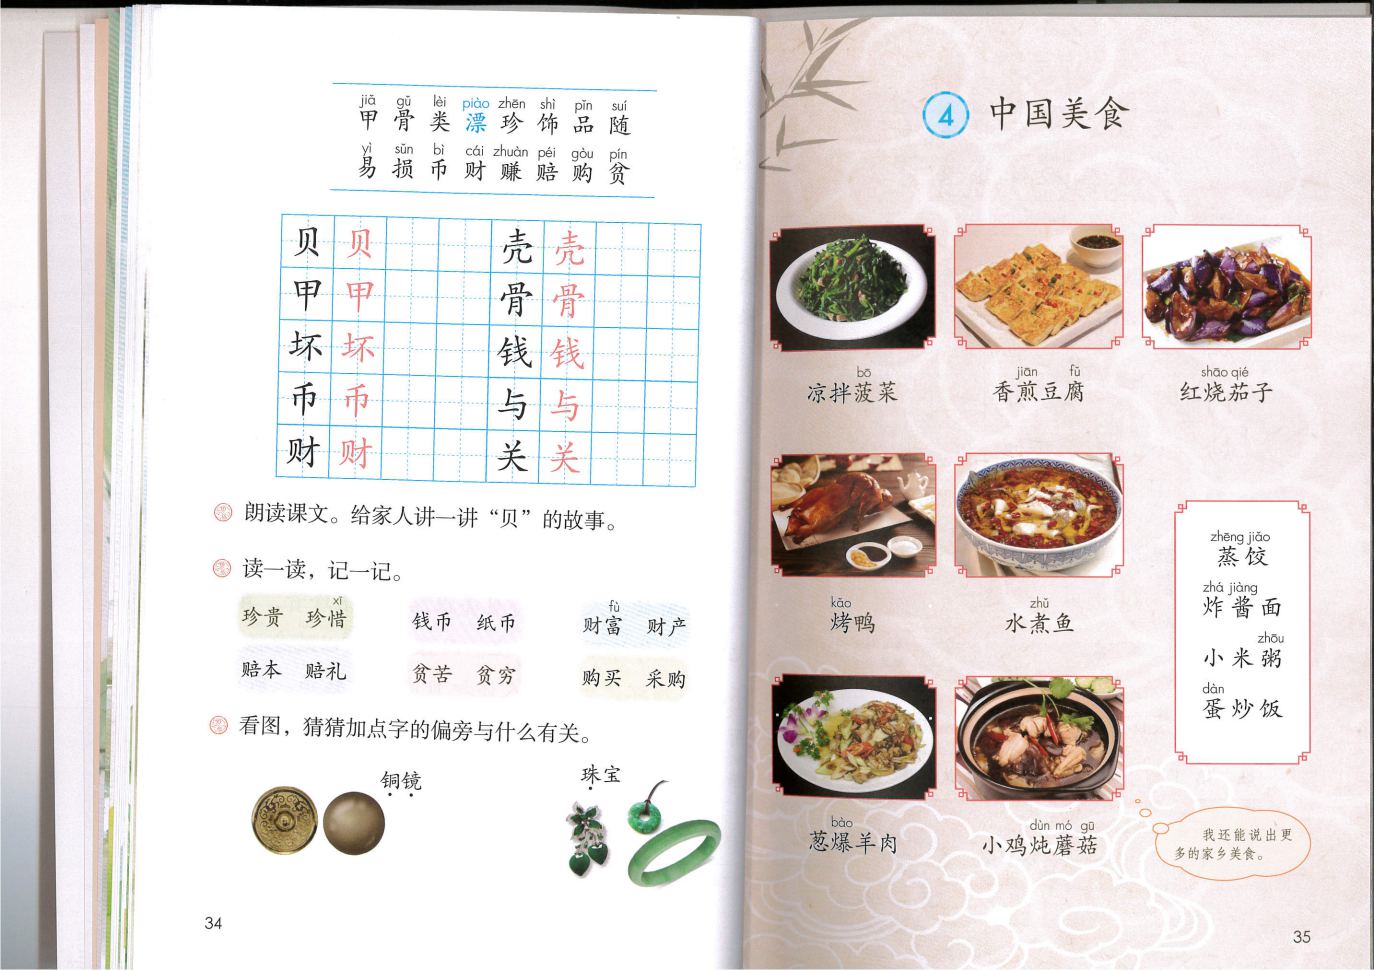 jiǎ gǔ lèi piào zhēn shì pǐn suí
甲 骨 类 漂 珍 饰 品 随
yì sǔn bì cái zhuàn péi gòu pín
易 损 币 财 赚 赔 购 贫
贝 贝 壳 壳
甲 甲 骨 骨
坏 坏 钱 钱
币 币 与 与
财 财 关 关
朗读课文。给家人讲一讲“贝”的故事。
读一读，记一记。
xī fù
珍贵 珍惜 钱币 纸币 财富 财产
赔本 赔礼 贫苦 贫穷 购买 采购
看图，猜猜加点字的偏旁与什么有关。
铜镜 珠宝
34
4 中国美食
bō jiān fǔ shāo qié
凉拌菠菜 香煎豆腐 红烧茄子
kǎo zhǔ
烤鸭 水煮鱼
bào dùn mó gū
葱爆羊肉 小鸡炖蘑菇
zhēng jiǎo
蒸饺
zhá jiàng
炸酱面
zhōu
小米粥
dàn
蛋炒饭
我还能说出更
多的家乡美食。
35